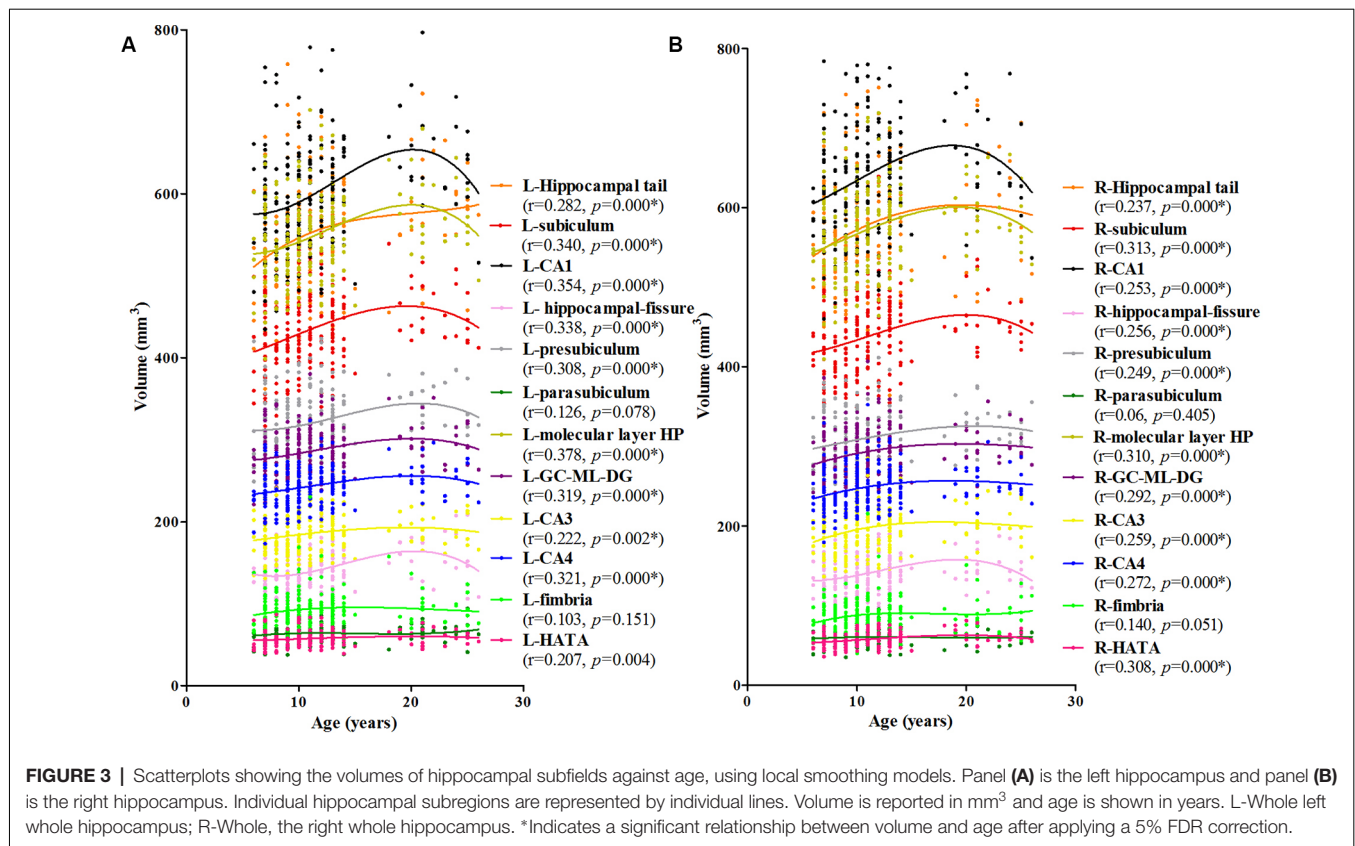 A
800
600
400
200
0
0
10
20
30
Volume (mm³)
Age (years)
L-Hippocampal tail
(r=0.282, p=0.000*)
L-subiculum
(r=0.340, p=0.000*)
L-CA1
(r=0.354, p=0.000*)
L- hippocampal-fissure
(r=0.338, p=0.000*)
L-presubiculum
(r=0.308, p=0.000*)
L-parasubiculum
(r=0.126, p=0.078)
L-molecular layer HP
(r=0.378, p=0.000*)
L-GC-ML-DG
(r=0.319, p=0.000*)
L-CA3
(r=0.222, p=0.002*)
L-CA4
(r=0.321, p=0.000*)
L-fimbria
(r=0.103, p=0.151)
L-HATA
(r=0.207, p=0.004)
B
800
600
400
200
0
0
10
20
30
Volume (mm³)
Age (years)
R-Hippocampal tail
(r=0.237, p=0.000*)
R-subiculum
(r=0.313, p=0.000*)
R-CA1
(r=0.253, p=0.000*)
R-hippocampal-fissure
(r=0.256, p=0.000*)
R-presubiculum
(r=0.249, p=0.000*)
R-parasubiculum
(r=0.06, p=0.405)
R-molecular layer HP
(r=0.310, p=0.000*)
R-GC-ML-DG
(r=0.292, p=0.000*)
R-CA3
(r=0.259, p=0.000*)
R-CA4
(r=0.272, p=0.000*)
R-fimbria
(r=0.140, p=0.051)
R-HATA
(r=0.308, p=0.000*)
FIGURE 3 | Scatterplots showing the volumes of hippocampal subfields against age, using local smoothing models. Panel (A) is the left hippocampus and panel (B)
is the right hippocampus. Individual hippocampal subregions are represented by individual lines. Volume is reported in mm³ and age is shown in years. L-Whole left
whole hippocampus; R-Whole, the right whole hippocampus. *Indicates a significant relationship between volume and age after applying a 5% FDR correction.